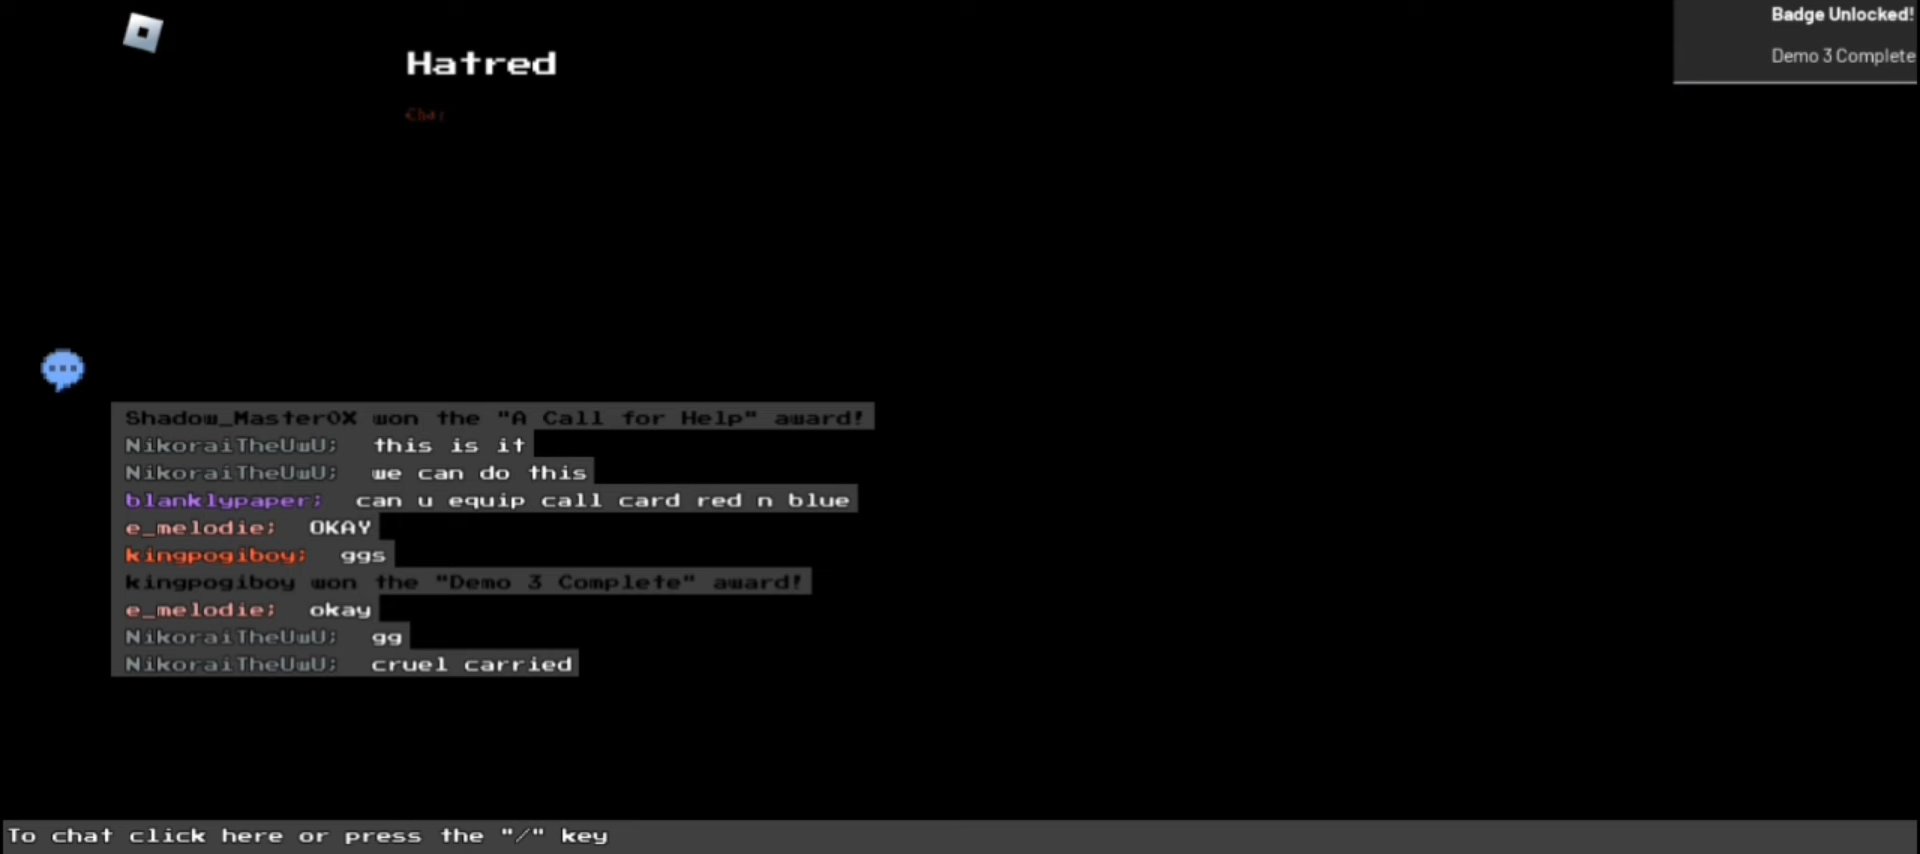 Badge Unlocked!
Demo 3 Complete
Hatred
Shadow_Master0X won the "A Call for Help" award!
NikoraiTheUwU; this is it
NikoraiTheUwU; we can do this
blanklypaper; can u equip call card red n blue
e_melodie; OKAY
kingpogiboy; ggs
kingpogiboy won the "Demo 3 Complete" award!
e_melodie; okay
NikoraiTheUwU; gg
NikoraiTheUwU; cruel carried
To chat click here or press the "/" key